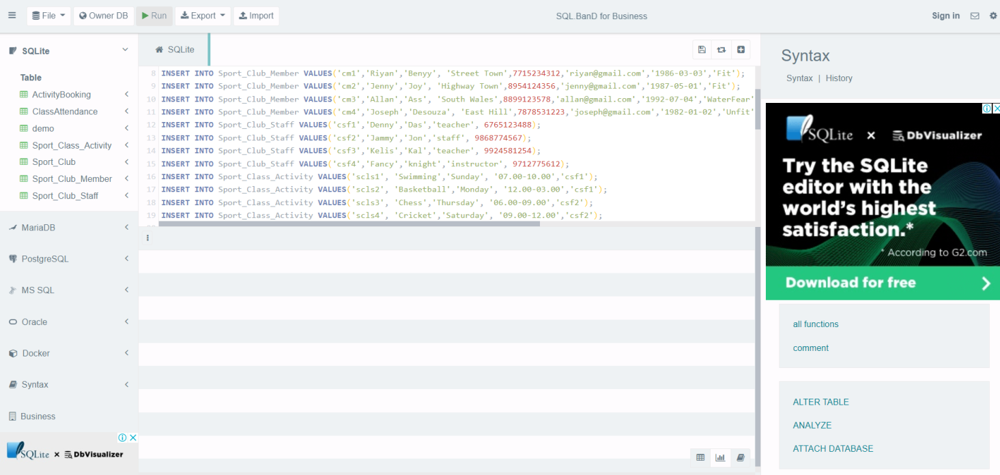 File
Owner DB
Run
Export
Import
SQL.BanD for Business
Sign in
SQLite
Table
ActivityBooking
ClassAttendance
demo
Sport_Class_Activity
Sport_Club
Sport_Club_Member
Sport_Club_Staff
MariaDB
PostgreSQL
MS SQL
Oracle
Docker
Syntax
Business
SQLite × DbVisualizer
SQLite
8 INSERT INTO Sport_Club_Member VALUES('cm1','Riyan','Benyy', 'Street Town',7715234312,'riyan@gmail.com','1986-03-03','Fit');
9 INSERT INTO Sport_Club_Member VALUES('cm2','Jenny','Joy', 'Highway Town',8954124356,'jenny@gmail.com','1987-05-01','Fit');
10 INSERT INTO Sport_Club_Member VALUES('cm3','Allan','Ass', 'South Wales',8899123578,'allan@gmail.com','1992-07-04','WaterFear'
11 INSERT INTO Sport_Club_Member VALUES('cm4','Joseph','Desouza', 'East Hill',7878531223,'joseph@gmail.com','1982-01-02','Unfit'
12 INSERT INTO Sport_Club_Staff VALUES('csf1','Denny','Das','teacher', 6765123488);
13 INSERT INTO Sport_Club_Staff VALUES('csf2','Jammy','Jon','staff', 9868774567);
14 INSERT INTO Sport_Club_Staff VALUES('csf3','Kelis','Kal','teacher', 9924581254);
15 INSERT INTO Sport_Club_Staff VALUES('csf4','Fancy','knight','instructor', 9712775612);
16 INSERT INTO Sport_Class_Activity VALUES('scls1', 'Swimming','Sunday', '07.00-10.00','csf1');
17 INSERT INTO Sport_Class_Activity VALUES('scls2', 'Basketball','Monday', '12.00-03.00','csf1');
18 INSERT INTO Sport_Class_Activity VALUES('scls3', 'Chess','Thursday', '06.00-09.00','csf2');
19 INSERT INTO Sport_Class_Activity VALUES('scls4', 'Cricket','Saturday', '09.00-12.00','csf2');
Syntax
Syntax | History
SQLite × DbVisualizer
Try the SQLite
editor with the
world's highest
satisfaction.*
* According to G2.com
Download for free
all functions
comment
ALTER TABLE
ANALYZE
ATTACH DATABASE